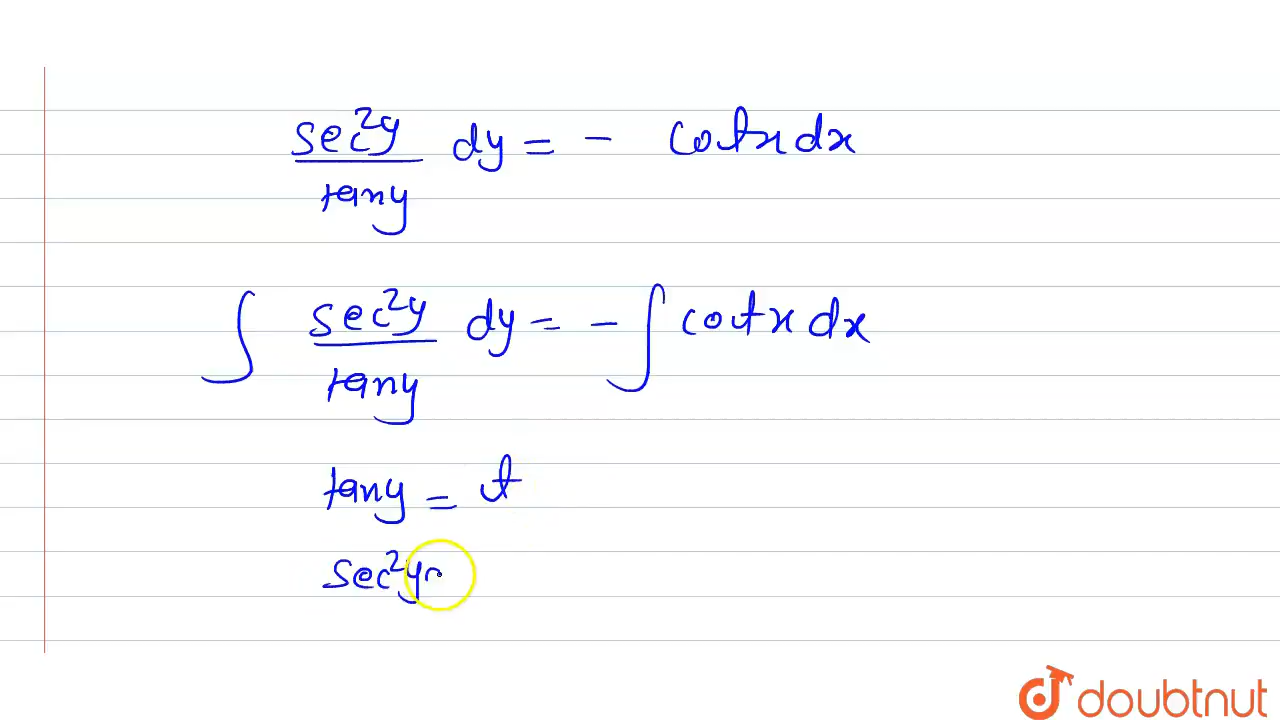 sec²y/tany dy = - cotx dx
∫ sec²y/tany dy = - ∫ cotx dx
tany = t
sec²y
doubtnut